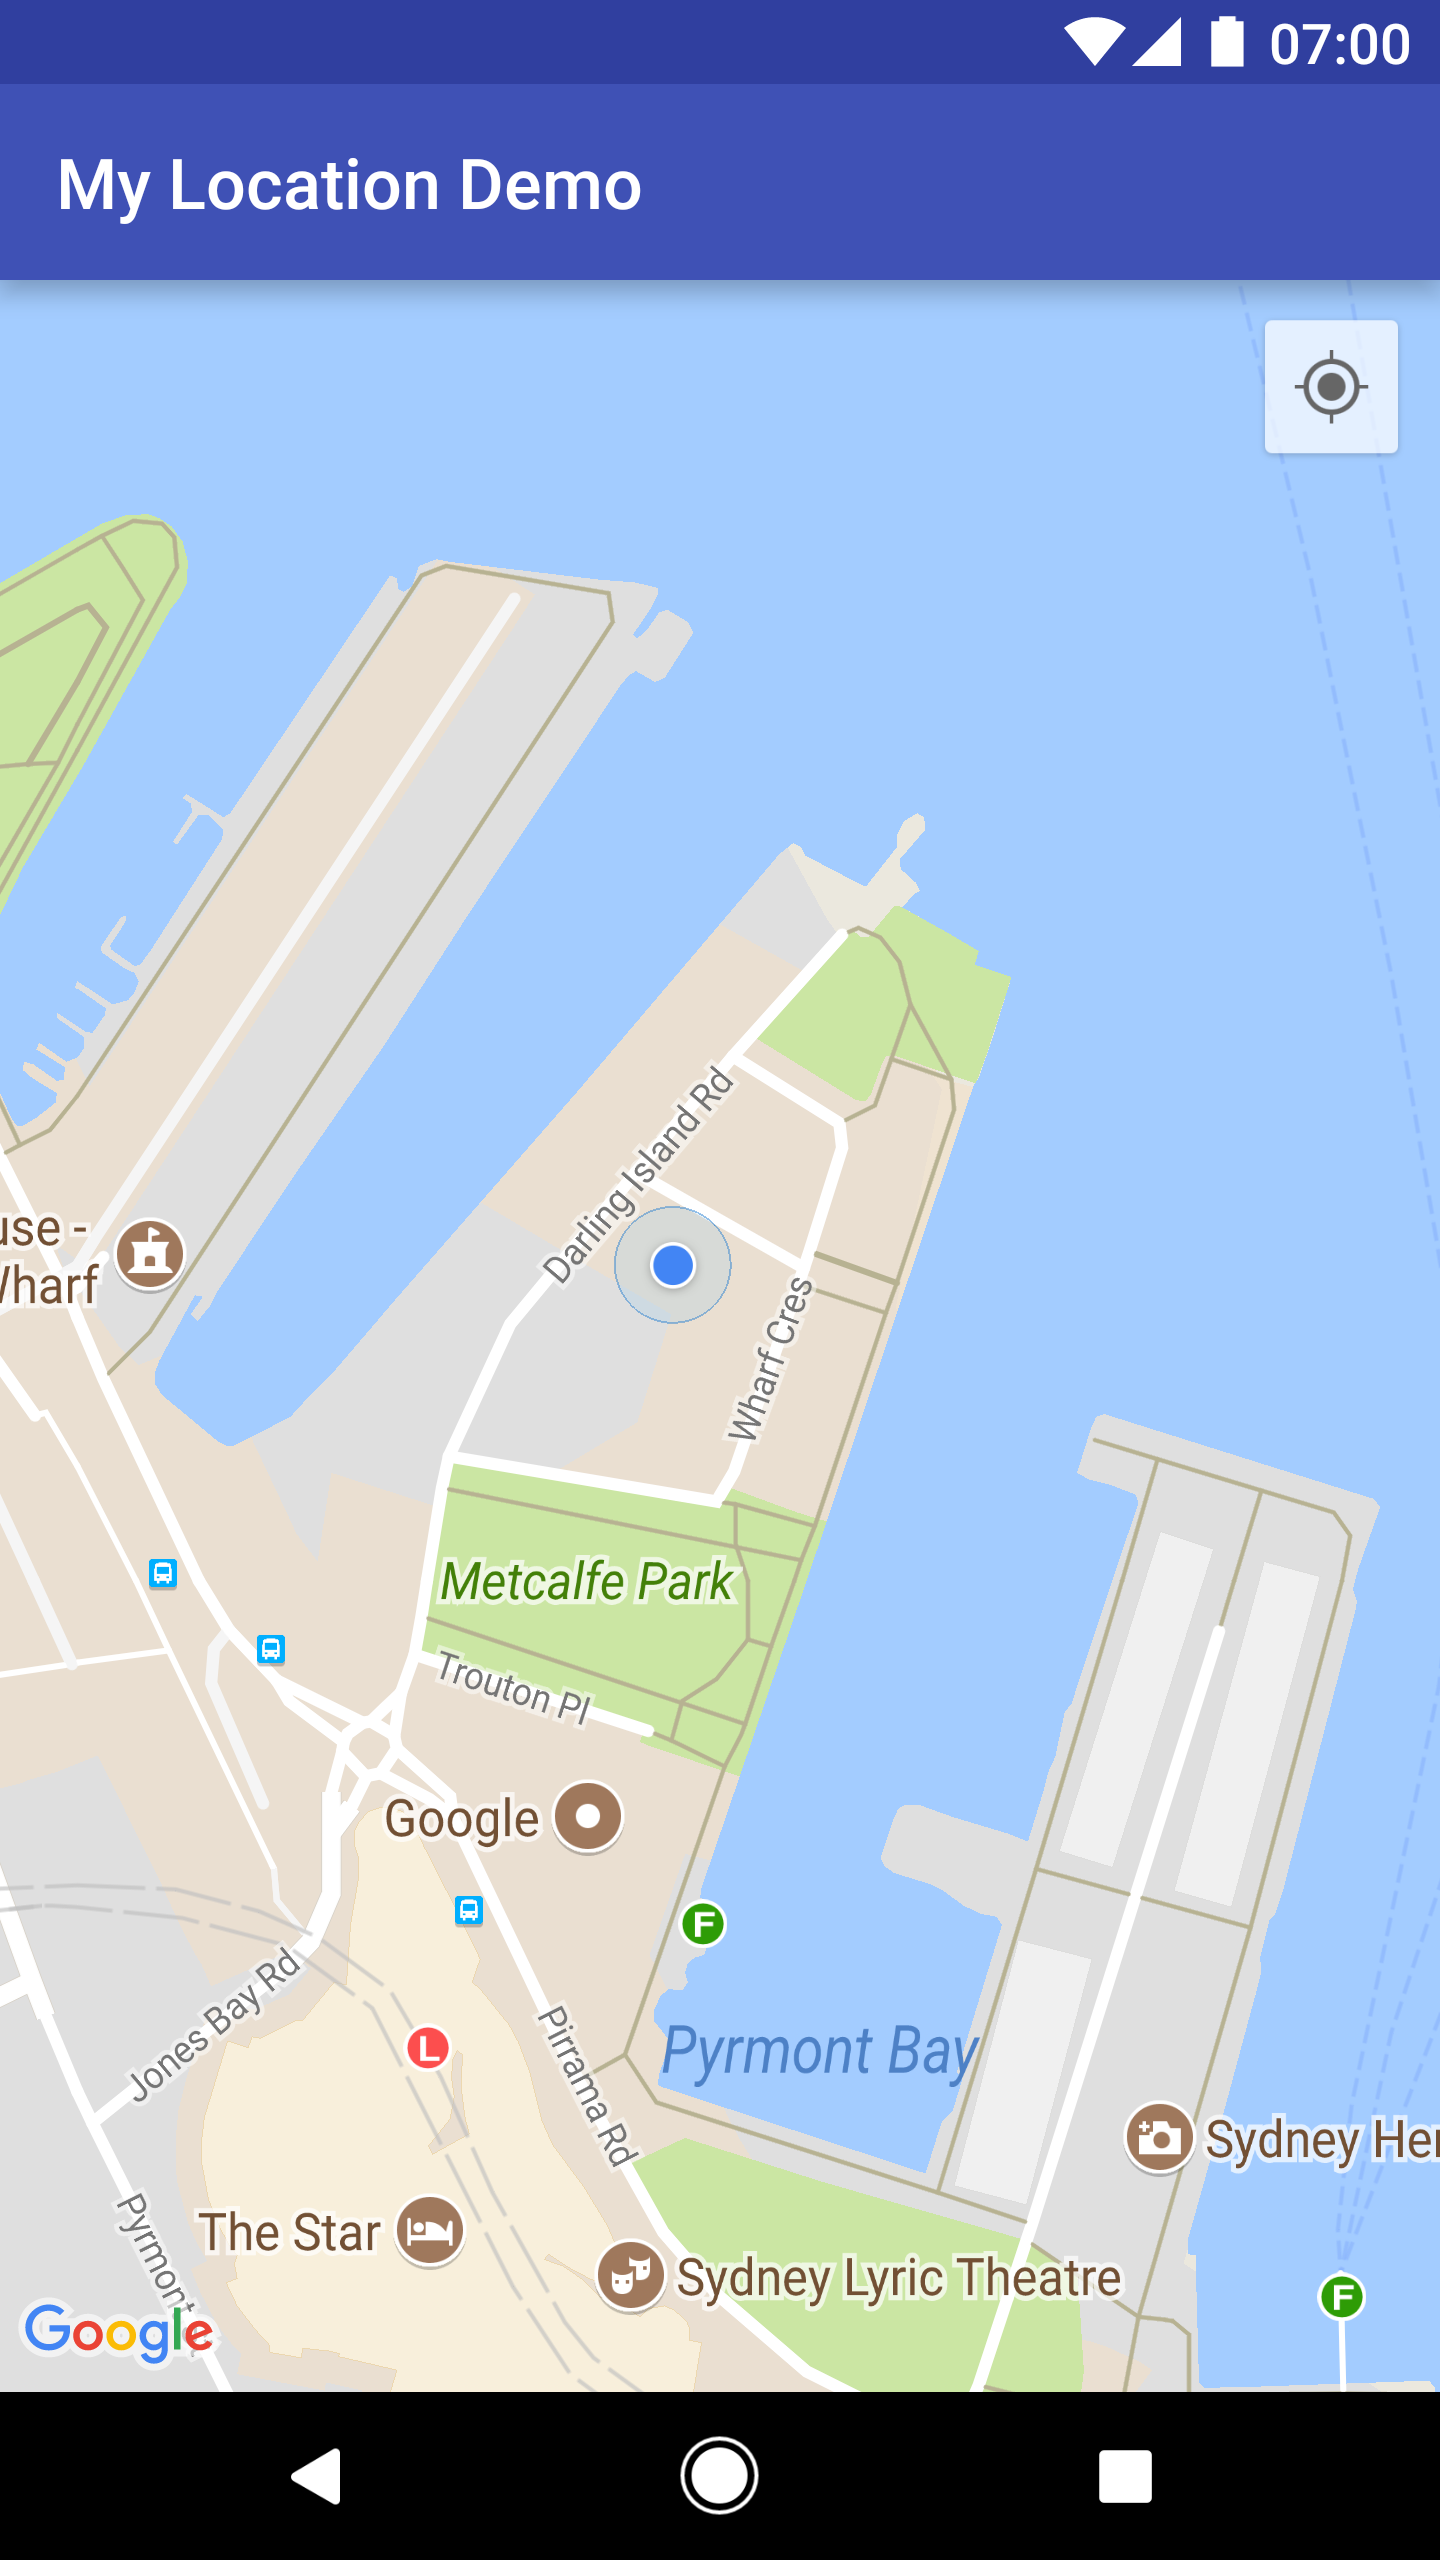 07:00
My Location Demo
Darling Island Rd
use -
Wharf
Wharf Cres
Metcalfe Park
Trouton Pl
Google
F
Jones Bay Rd
L
Pirrama Rd
Pyrmont Bay
Sydney Her
The Star
Pyrmont
Sydney Lyric Theatre
F
Google